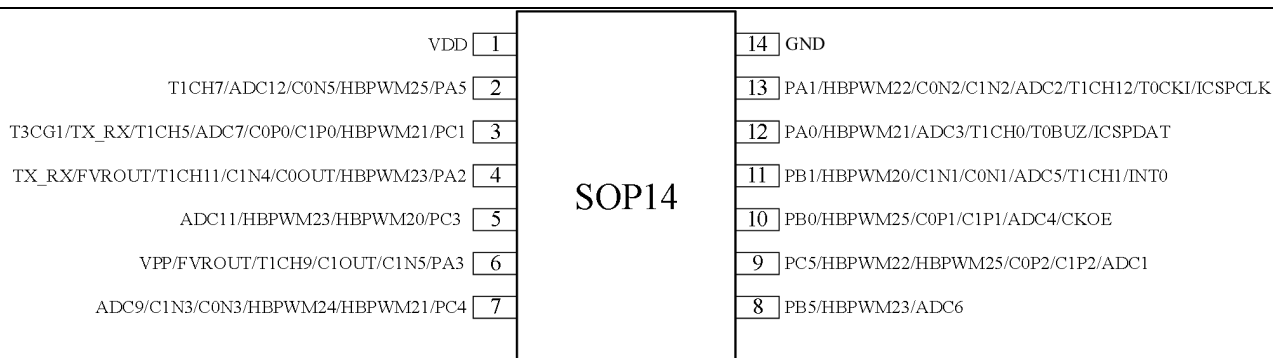 VDD 1 14 GND
T1CH7/ADC12/C0N5/HBPWM25/PA5 2 13 PA1/HBPWM22/C0N2/C1N2/ADC2/T1CH12/T0CKI/ICSPCLK
T3CG1/TX_RX/T1CH5/ADC7/C0P0/C1P0/HBPWM21/PC1 3 12 PA0/HBPWM21/ADC3/T1CH0/T0BUZ/ICSPDAT
TX_RX/FVROUT/T1CH11/C1N4/C0OUT/HBPWM23/PA2 4 11 PB1/HBPWM20/C1N1/C0N1/ADC5/T1CH1/INT0
SOP14
ADC11/HBPWM23/HBPWM20/PC3 5 10 PB0/HBPWM25/C0P1/C1P1/ADC4/CKOE
VPP/FVROUT/T1CH9/C1OUT/C1N5/PA3 6 9 PC5/HBPWM22/HBPWM25/C0P2/C1P2/ADC1
ADC9/C1N3/C0N3/HBPWM24/HBPWM21/PC4 7 8 PB5/HBPWM23/ADC6